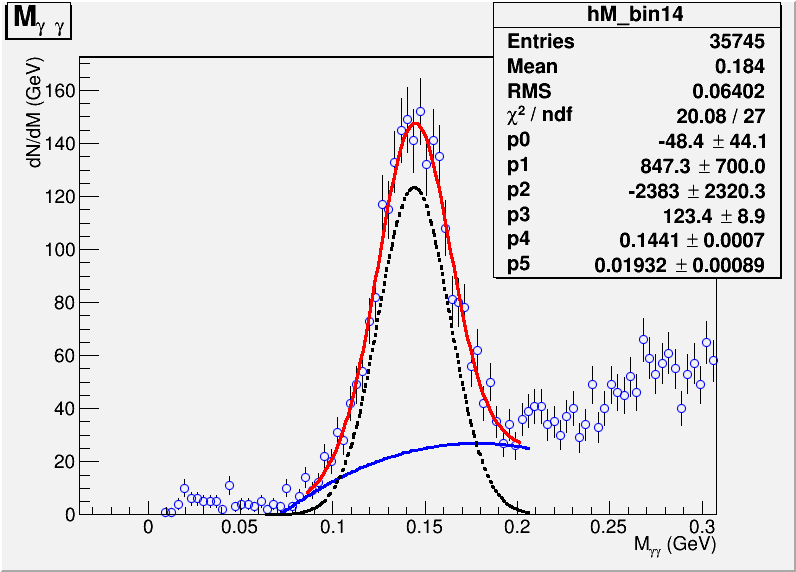 Mγ γ
hM_bin14
Entries 35745
Mean 0.184
RMS 0.06402
χ² / ndf 20.08 / 27
p0 -48.4 ± 44.1
p1 847.3 ± 700.0
p2 -2383 ± 2320.3
p3 123.4 ± 8.9
p4 0.1441 ± 0.0007
p5 0.01932 ± 0.00089
dN/dM (GeV)
160
140
120
100
80
60
40
20
0
0 0.05 0.1 0.15 0.2 0.25 0.3
Mγγ (GeV)